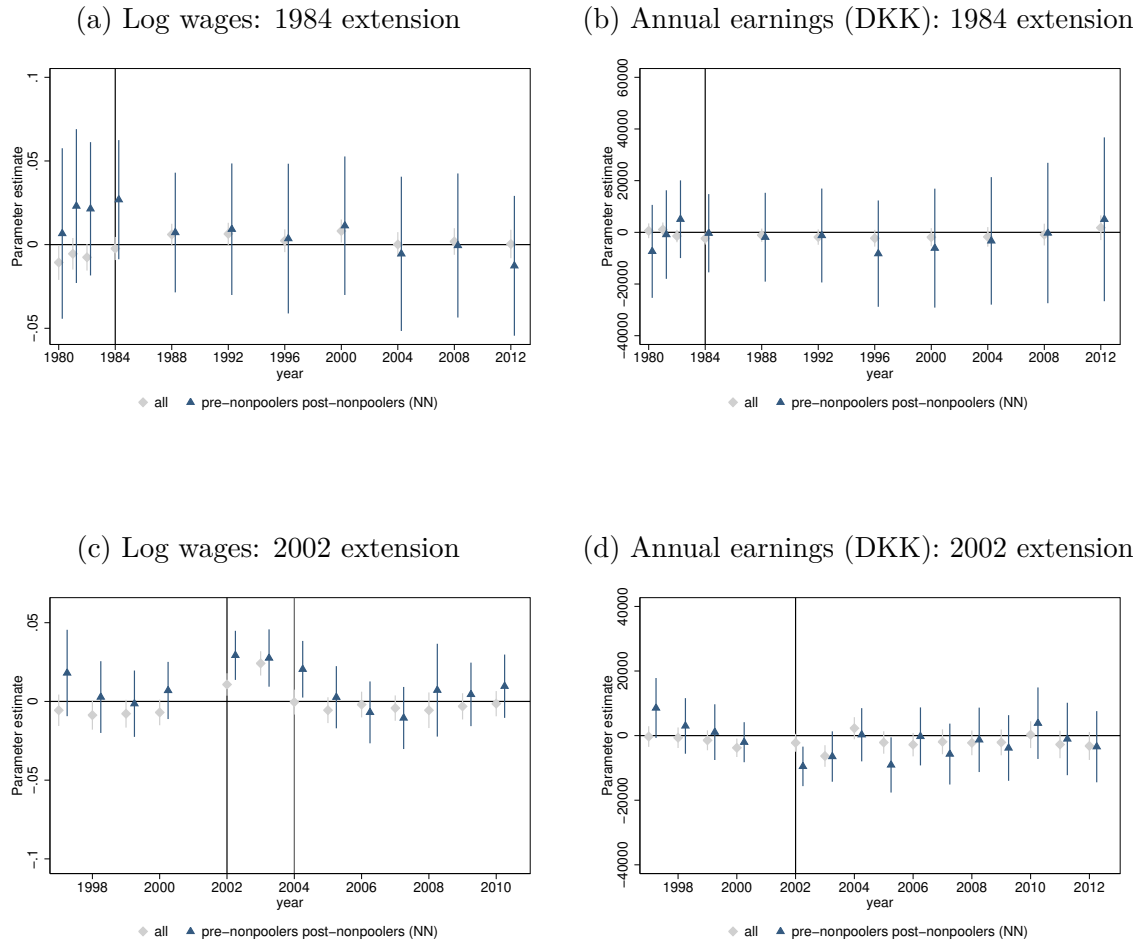 (a) Log wages: 1984 extension
Parameter estimate
.1
.05
0
-.05
1980 1984 1988 1992 1996 2000 2004 2008 2012
year
all pre−nonpoolers post−nonpoolers (NN)
(b) Annual earnings (DKK): 1984 extension
Parameter estimate
60000
40000
20000
0
−20000
−40000
1980 1984 1988 1992 1996 2000 2004 2008 2012
year
all pre−nonpoolers post−nonpoolers (NN)
(c) Log wages: 2002 extension
Parameter estimate
.05
0
−.05
−.1
1998 2000 2002 2004 2006 2008 2010
year
all pre−nonpoolers post−nonpoolers (NN)
(d) Annual earnings (DKK): 2002 extension
Parameter estimate
40000
20000
0
−20000
−40000
1998 2000 2002 2004 2006 2008 2010 2012
year
all pre−nonpoolers post−nonpoolers (NN)